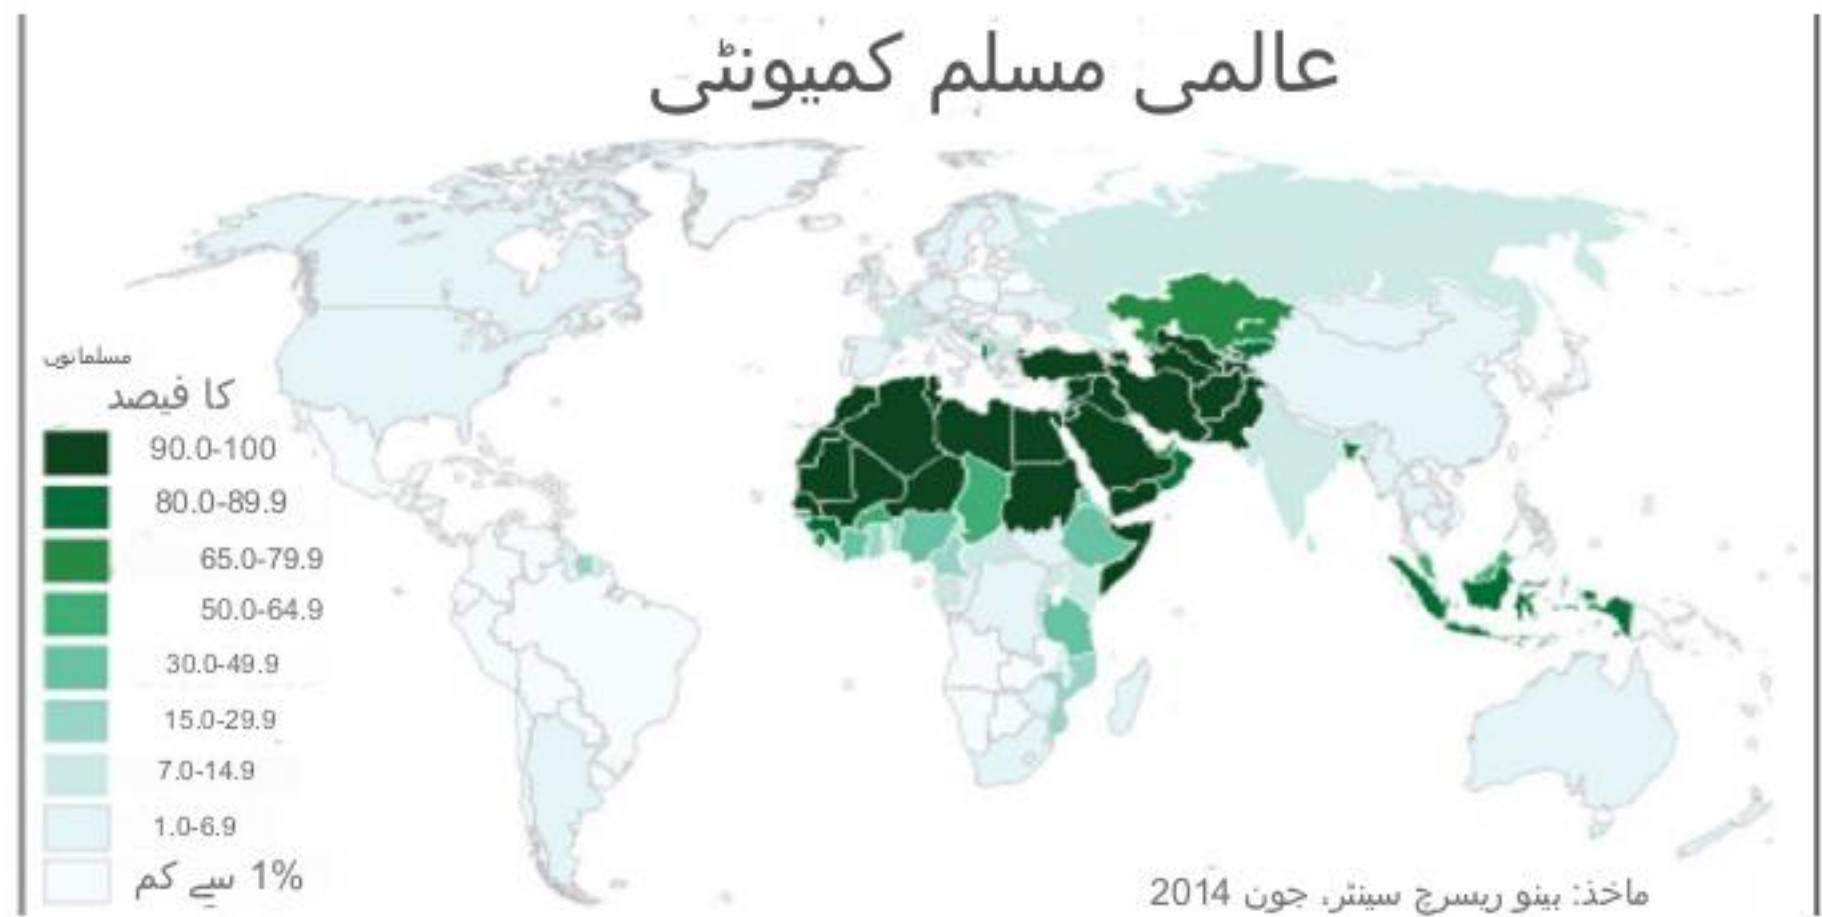 عالمی مسلم کمیونٹی
مسلمانوں
کا فیصد
90.0-100
80.0-89.9
65.0-79.9
50.0-64.9
30.0-49.9
15.0-29.9
7.0-14.9
1.0-6.9
1% سے کم
ماخذ: بینو ریسرچ سینٹر، جون 2014